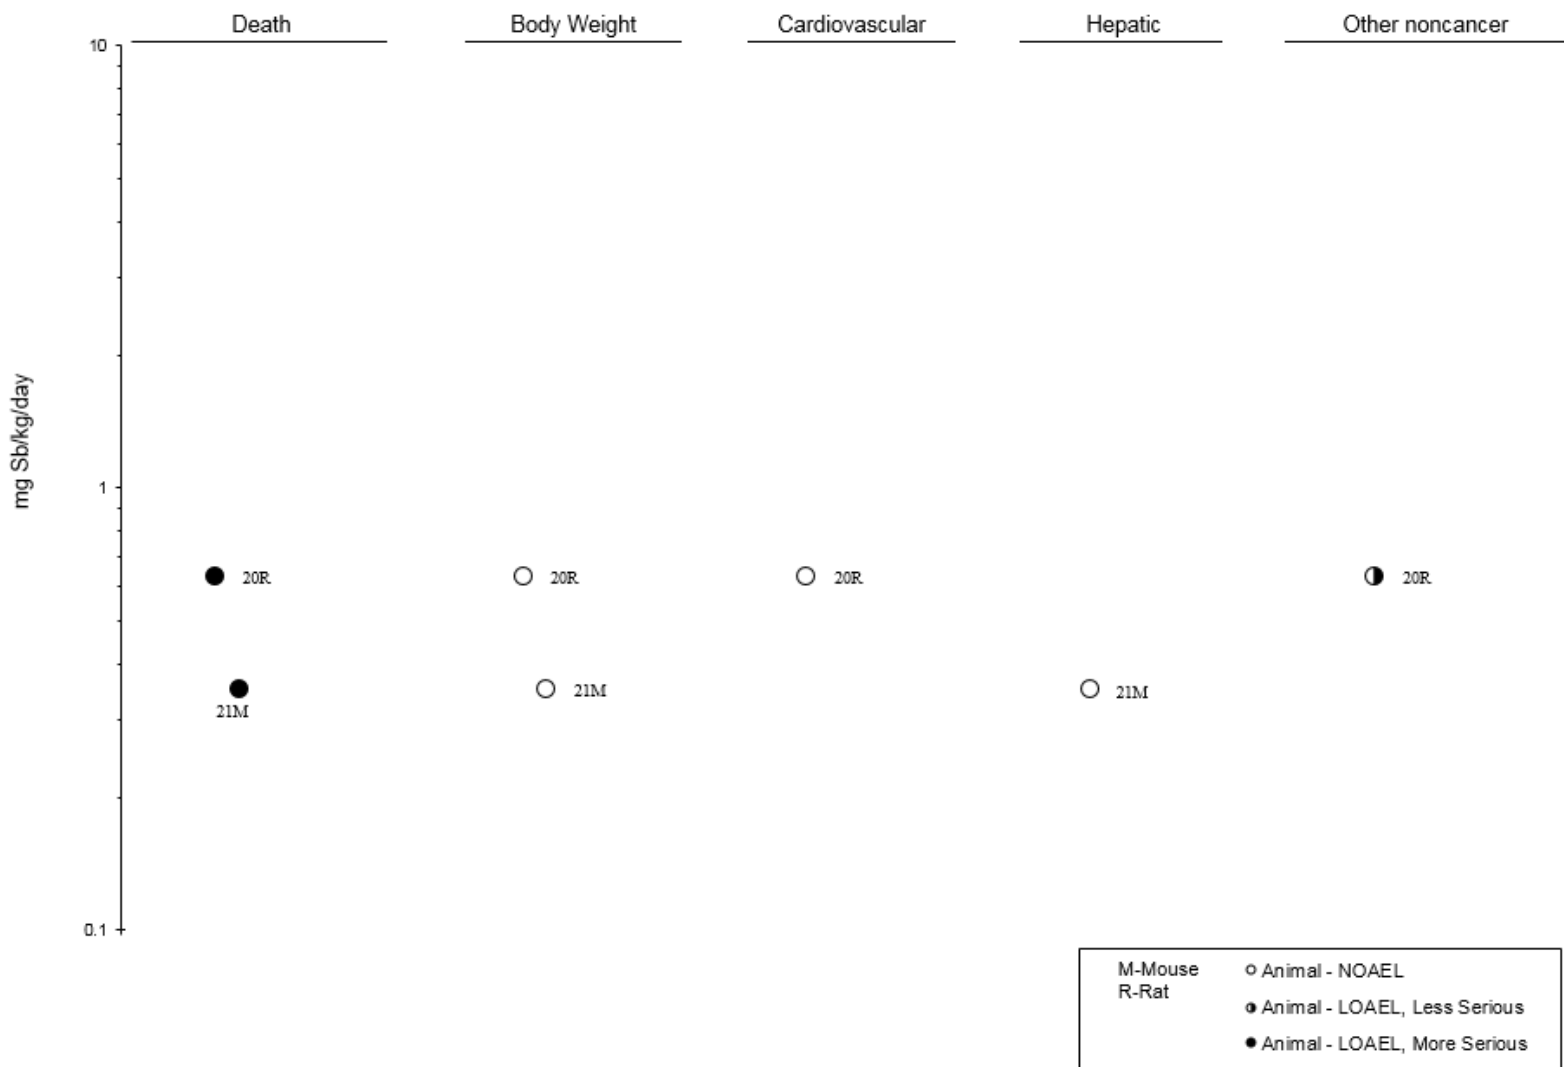 Death Body Weight Cardiovascular Hepatic Other noncancer
10
mg Sb/kg/day
1
20R 20R 20R 20R
21M 21M 21M
0.1
M-Mouse
R-Rat
Animal - NOAEL
Animal - LOAEL, Less Serious
Animal - LOAEL, More Serious